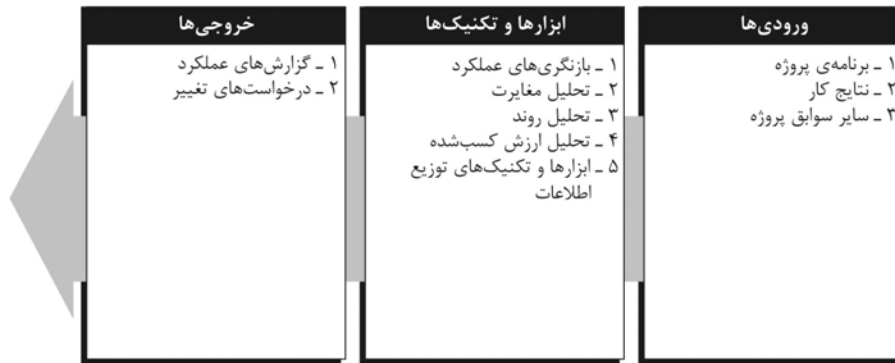 ورودی‌ها
۱ ـ برنامه‌ی پروژه
۲ ـ نتایج کار
۳ ـ سایر سوابق پروژه
ابزارها و تکنیک‌ها
۱ ـ بازنگری‌های عملکرد
۲ ـ تحلیل مغایرت
۳ ـ تحلیل روند
۴ ـ تحلیل ارزش کسب‌شده
۵ ـ ابزارها و تکنیک‌های توزیع
اطلاعات
خروجی‌ها
۱ ـ گزارش‌های عملکرد
۲ ـ درخواست‌های تغییر